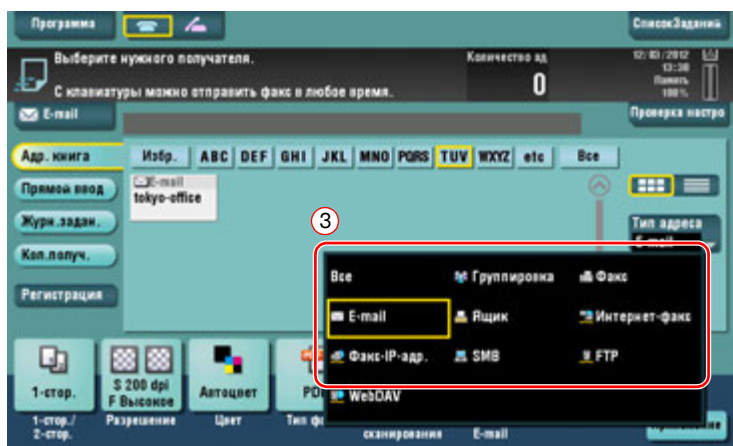 Программа
СписокЗадания
Выберите нужного получателя.
С клавиатуры можно отправить факс в любое время.
Количество ад
0
12/03/2012
13:30
Память
100%
E-mail
Проверка настро
Адр. книга
Избр. ABC DEF GHI JKL MNO PQRS TUV WXYZ etc Все
Прямой ввод
E-mail
tokyo-office
Журн.задан.
3
Тип адреса
E-mail
Кол.получ.
Регистрация
Все Группировка Факс
E-mail Ящик Интернет-факс
Факс-IP-адр. SMB FTP
WebDAV
1-стор.
S 200 dpi
F Высокое
Автоцвет
PD
1-стор./
2-стор.
Разрешение
Цвет
Тип ф
сканирования
E-mail